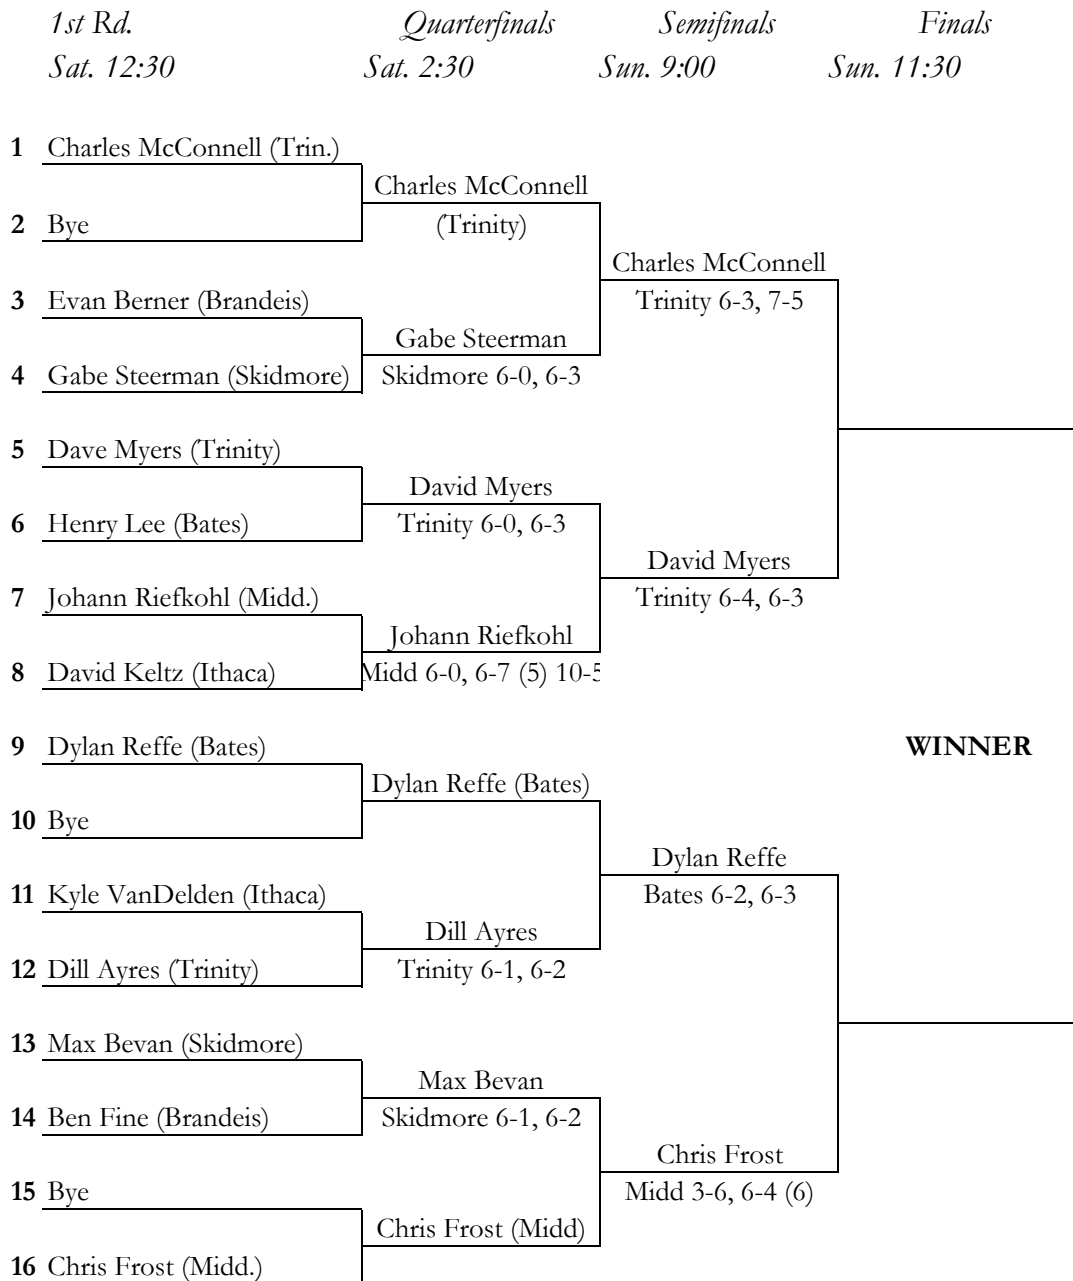 1st Rd. Quarterfinals Semifinals Finals
Sat. 12:30 Sat. 2:30 Sun. 9:00 Sun. 11:30
1 Charles McConnell (Trin.)
Charles McConnell
2 Bye (Trinity)
Charles McConnell
3 Evan Berner (Brandeis) Trinity 6-3, 7-5
Gabe Steerman
4 Gabe Steerman (Skidmore) Skidmore 6-0, 6-3
5 Dave Myers (Trinity)
David Myers
6 Henry Lee (Bates) Trinity 6-0, 6-3
David Myers
7 Johann Riefkohl (Midd.) Trinity 6-4, 6-3
Johann Riefkohl
8 David Keltz (Ithaca) Midd 6-0, 6-7 (5) 10-5
9 Dylan Reffe (Bates) WINNER
Dylan Reffe (Bates)
10 Bye
Dylan Reffe
11 Kyle VanDelden (Ithaca) Bates 6-2, 6-3
Dill Ayres
12 Dill Ayres (Trinity) Trinity 6-1, 6-2
13 Max Bevan (Skidmore)
Max Bevan
14 Ben Fine (Brandeis) Skidmore 6-1, 6-2
Chris Frost
15 Bye Midd 3-6, 6-4 (6)
Chris Frost (Midd)
16 Chris Frost (Midd.)